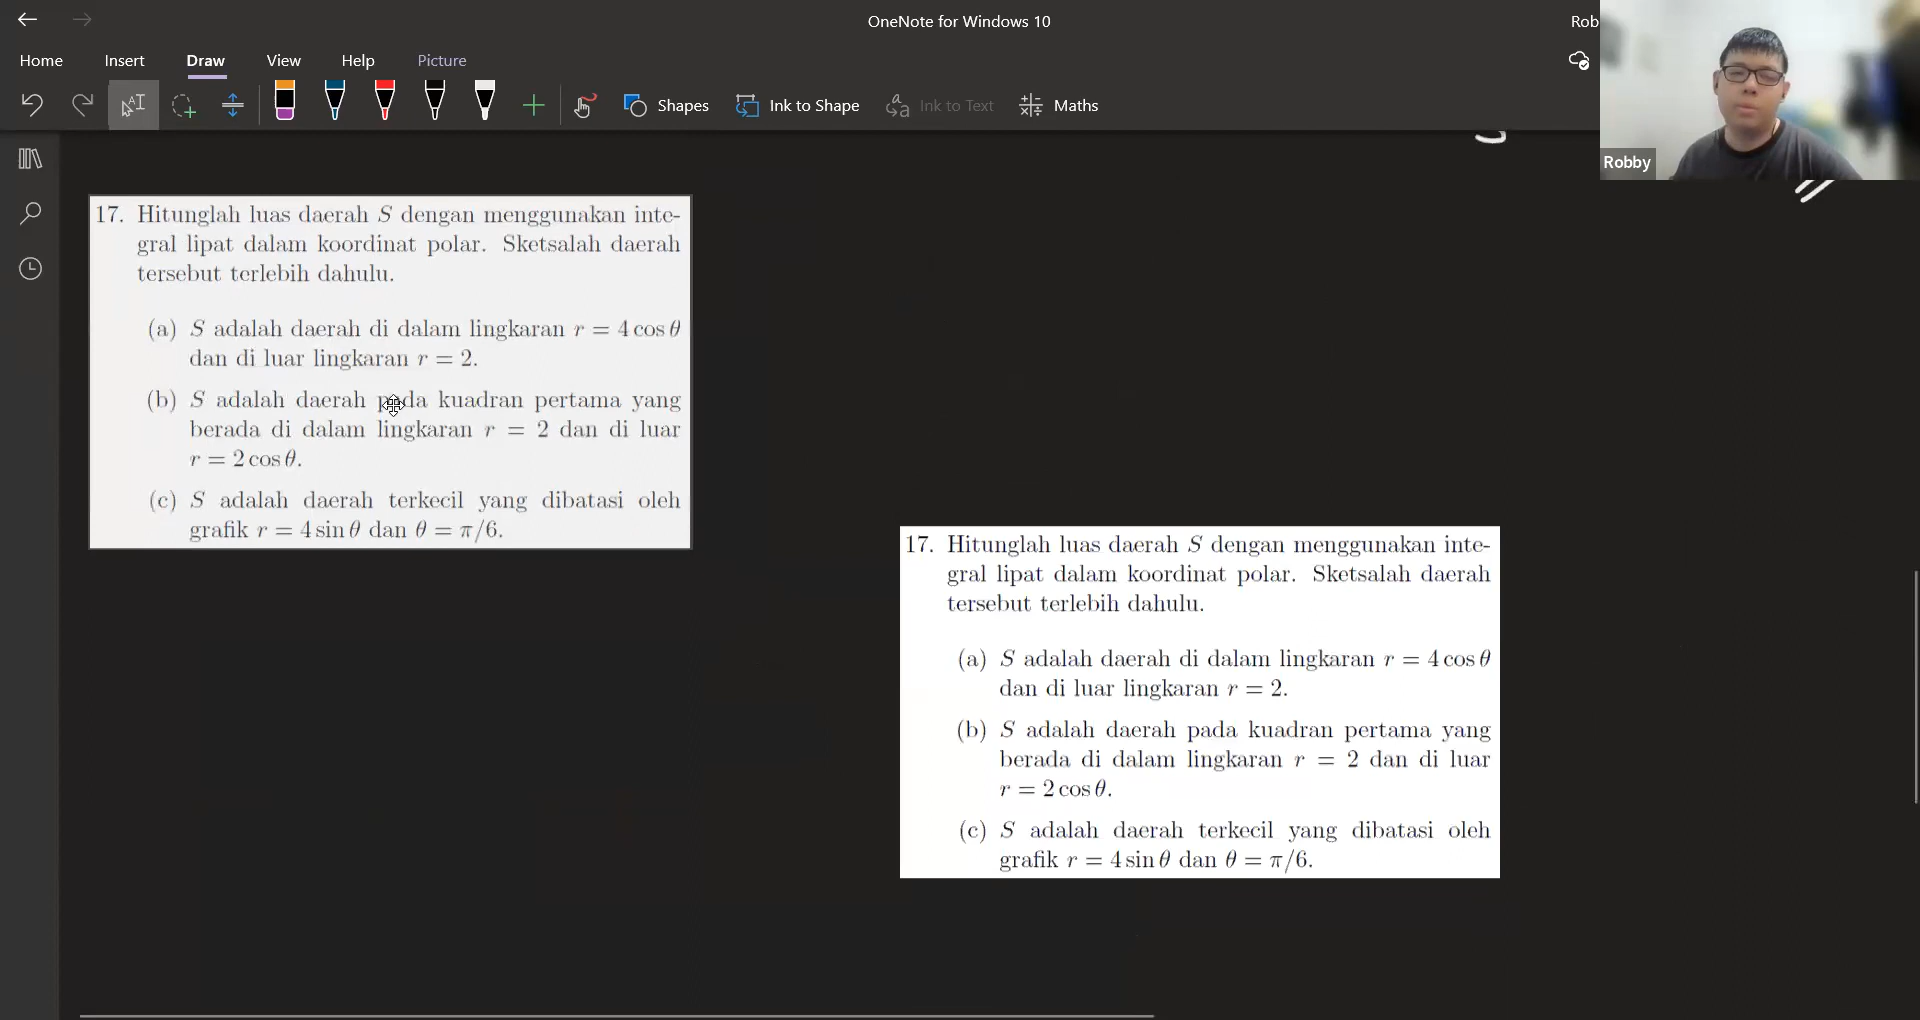 OneNote for Windows 10
Rob
Home Insert Draw View Help Picture
Shapes Ink to Shape Ink to Text Maths
Robby
17. Hitunglah luas daerah S dengan menggunakan inte-
gral lipat dalam koordinat polar. Sketsalah daerah
tersebut terlebih dahulu.
(a) S adalah daerah di dalam lingkaran r = 4 cos θ
dan di luar lingkaran r = 2.
(b) S adalah daerah pada kuadran pertama yang
berada di dalam lingkaran r = 2 dan di luar
r = 2 cos θ.
(c) S adalah daerah terkecil yang dibatasi oleh
grafik r = 4 sin θ dan θ = π/6.
17. Hitunglah luas daerah S dengan menggunakan inte-
gral lipat dalam koordinat polar. Sketsalah daerah
tersebut terlebih dahulu.
(a) S adalah daerah di dalam lingkaran r = 4 cos θ
dan di luar lingkaran r = 2.
(b) S adalah daerah pada kuadran pertama yang
berada di dalam lingkaran r = 2 dan di luar
r = 2 cos θ.
(c) S adalah daerah terkecil yang dibatasi oleh
grafik r = 4 sin θ dan θ = π/6.